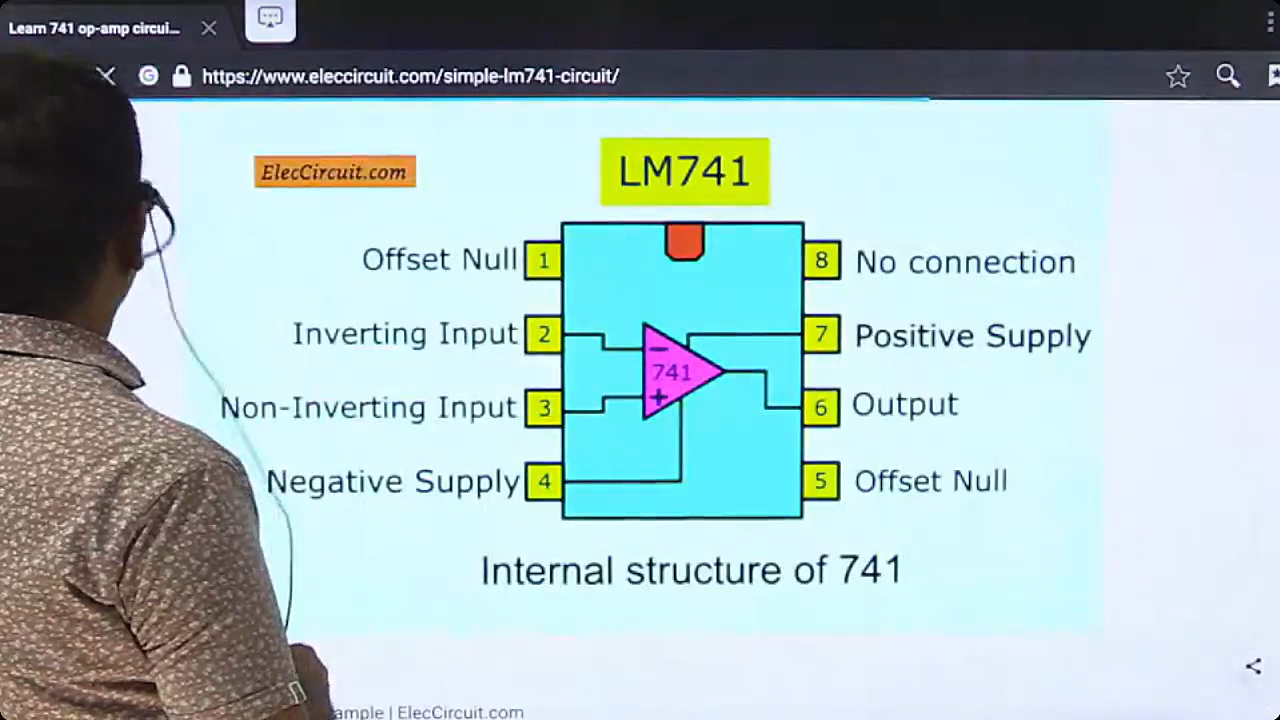 Learn 741 op-amp circui...
https://www.eleccircuit.com/simple-lm741-circuit/
ElecCircuit.com
LM741
Offset Null 1
8 No connection
Inverting Input 2
7 Positive Supply
741
Non-Inverting Input 3
6 Output
Negative Supply 4
5 Offset Null
Internal structure of 741
ample | ElecCircuit.com